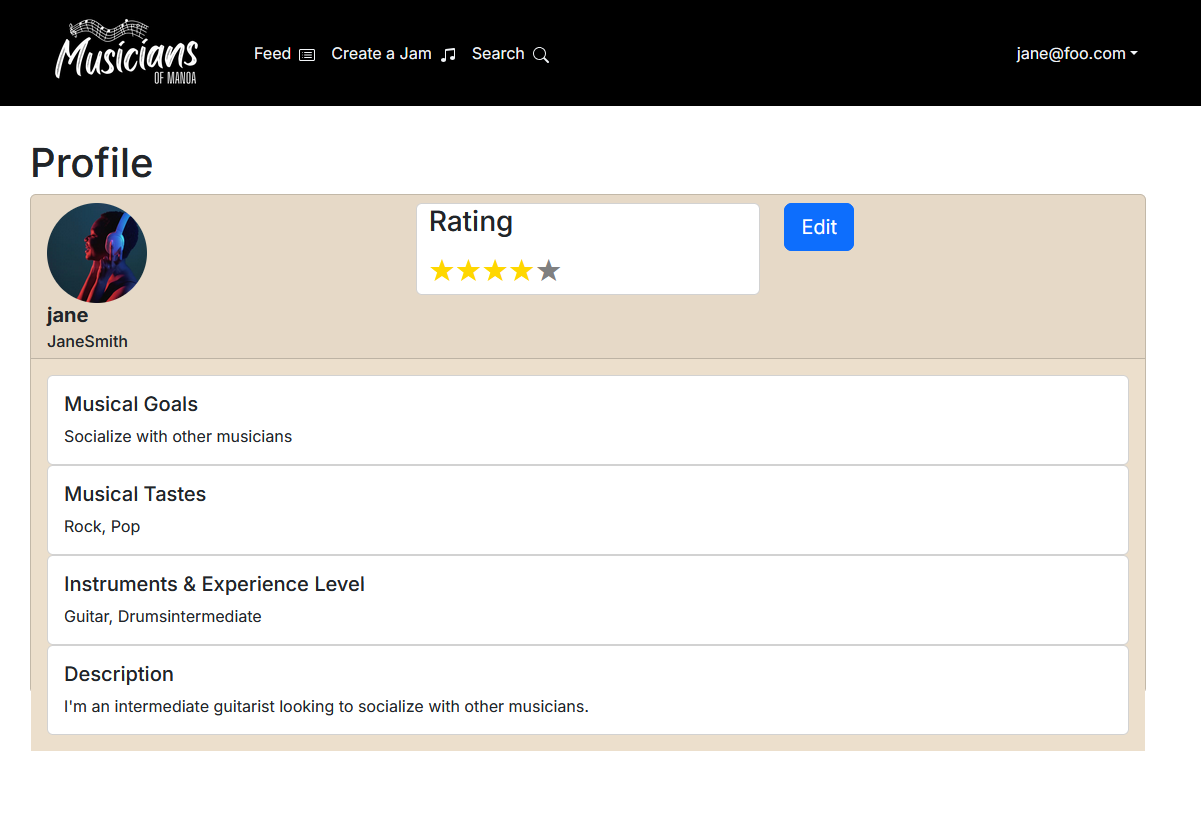 Musicians
OF MANOA
Feed Create a Jam Search jane@foo.com
Profile
Rating
Edit
jane
JaneSmith
Musical Goals
Socialize with other musicians
Musical Tastes
Rock, Pop
Instruments & Experience Level
Guitar, Drumsintermediate
Description
I'm an intermediate guitarist looking to socialize with other musicians.